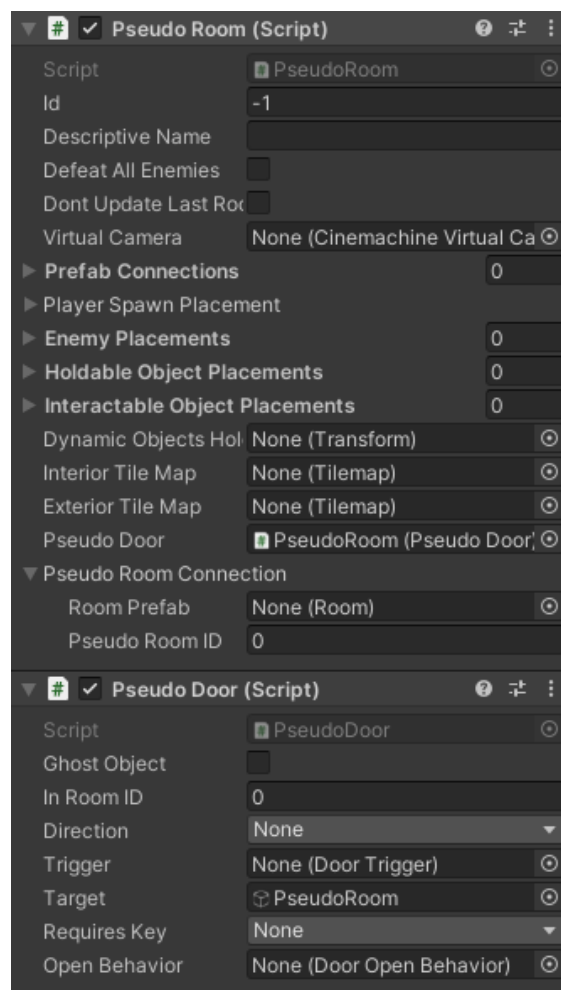 # Pseudo Room (Script)
Script PseudoRoom
Id -1
Descriptive Name
Defeat All Enemies
Dont Update Last Roo
Virtual Camera None (Cinemachine Virtual Ca
Prefab Connections 0
Player Spawn Placement
Enemy Placements 0
Holdable Object Placements 0
Interactable Object Placements 0
Dynamic Objects Hol None (Transform)
Interior Tile Map None (Tilemap)
Exterior Tile Map None (Tilemap)
Pseudo Door # PseudoRoom (Pseudo Door)
Pseudo Room Connection
Room Prefab None (Room)
Pseudo Room ID 0
# Pseudo Door (Script)
Script PseudoDoor
Ghost Object
In Room ID 0
Direction None
Trigger None (Door Trigger)
Target PseudoRoom
Requires Key None
Open Behavior None (Door Open Behavior)